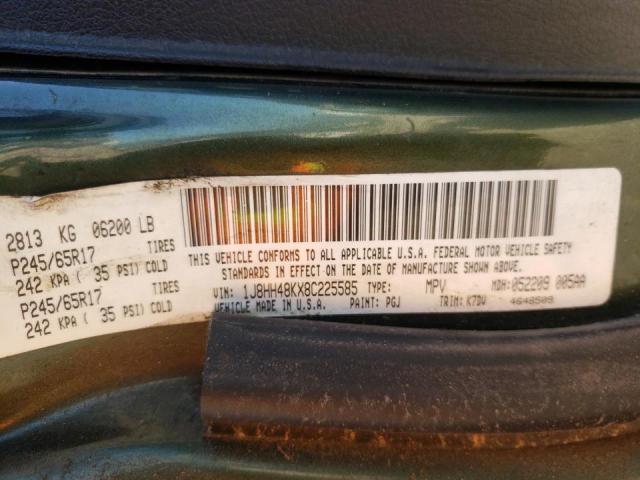 2813 KG 06200 LB
P245/65R17 TIRES
242 KPA ( 35 PSI) COLD
P245/65R17 TIRES
242 KPA ( 35 PSI) COLD
THIS VEHICLE CONFORMS TO ALL APPLICABLE U.S.A. FEDERAL MOTOR VEHICLE SAFETY
STANDARDS IN EFFECT ON THE DATE OF MANUFACTURE SHOWN ABOVE.
VIN: 1J8HH48KX8C225585 TYPE: MPV MDH: 052209 005AA
VEHICLE MADE IN U.S.A. PAINT: PGJ TRIM: K7DV 4648509